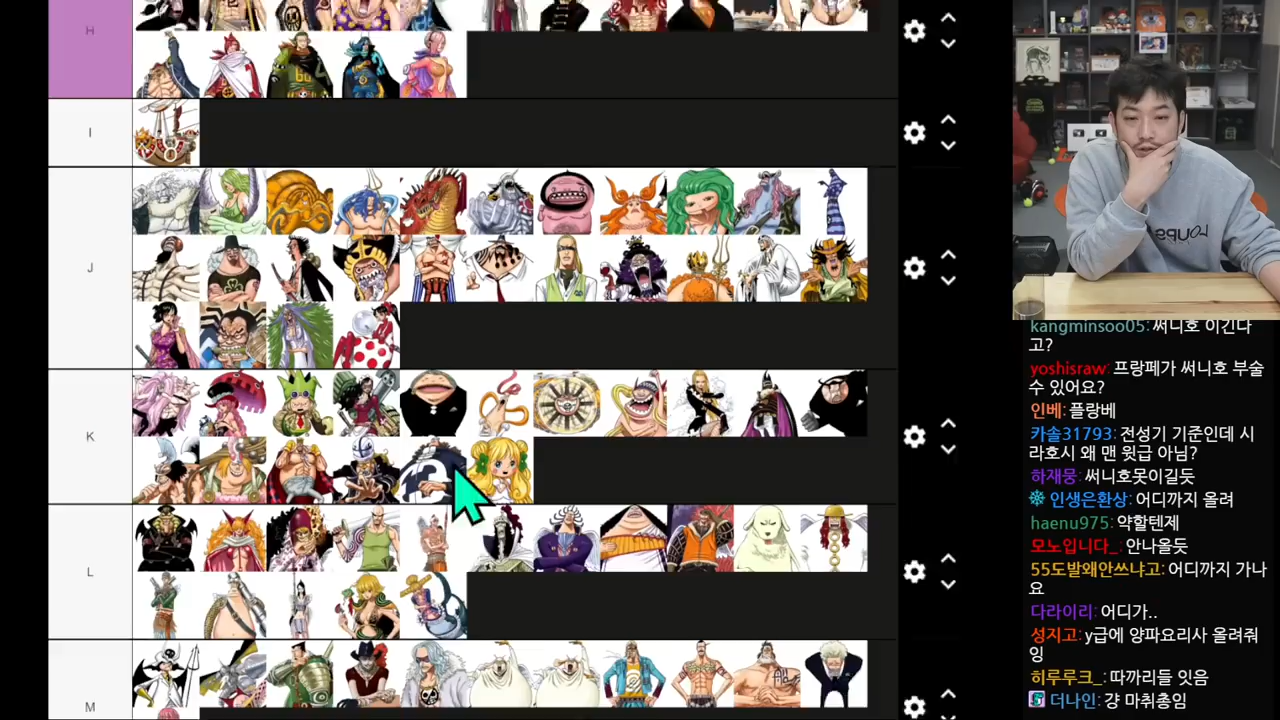 H
I
J
K
L
M
kangminsoo05: 써니호 이긴다
고?
yoshisraw: 프랑페가 써니호 부술
수 있어요?
인베: 플랑베
카솔31793: 전성기 기준인데 시
라호시 왜 맨 윗급 아님?
하재뭉: 써니호못이길듯
인생은환상: 어디까지 올려
haenu975: 약할텐제
모노입니다_: 안나올듯
55도발왜안쓰냐고: 어디까지 가나
요
다라이리: 어디가..
성지고: y급에 양파요리사 올려줘
잉
히루루크_: 따까리들 잇음
더나인: 걍 마취총임